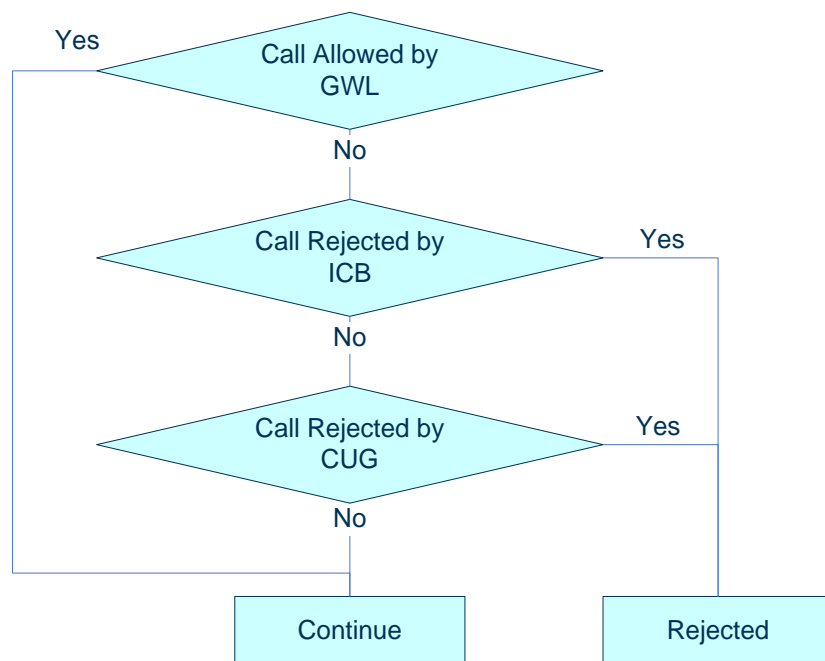 Yes
Call Allowed by
GWL
No
Call Rejected by
ICB
Yes
No
Call Rejected by
CUG
Yes
No
Continue
Rejected